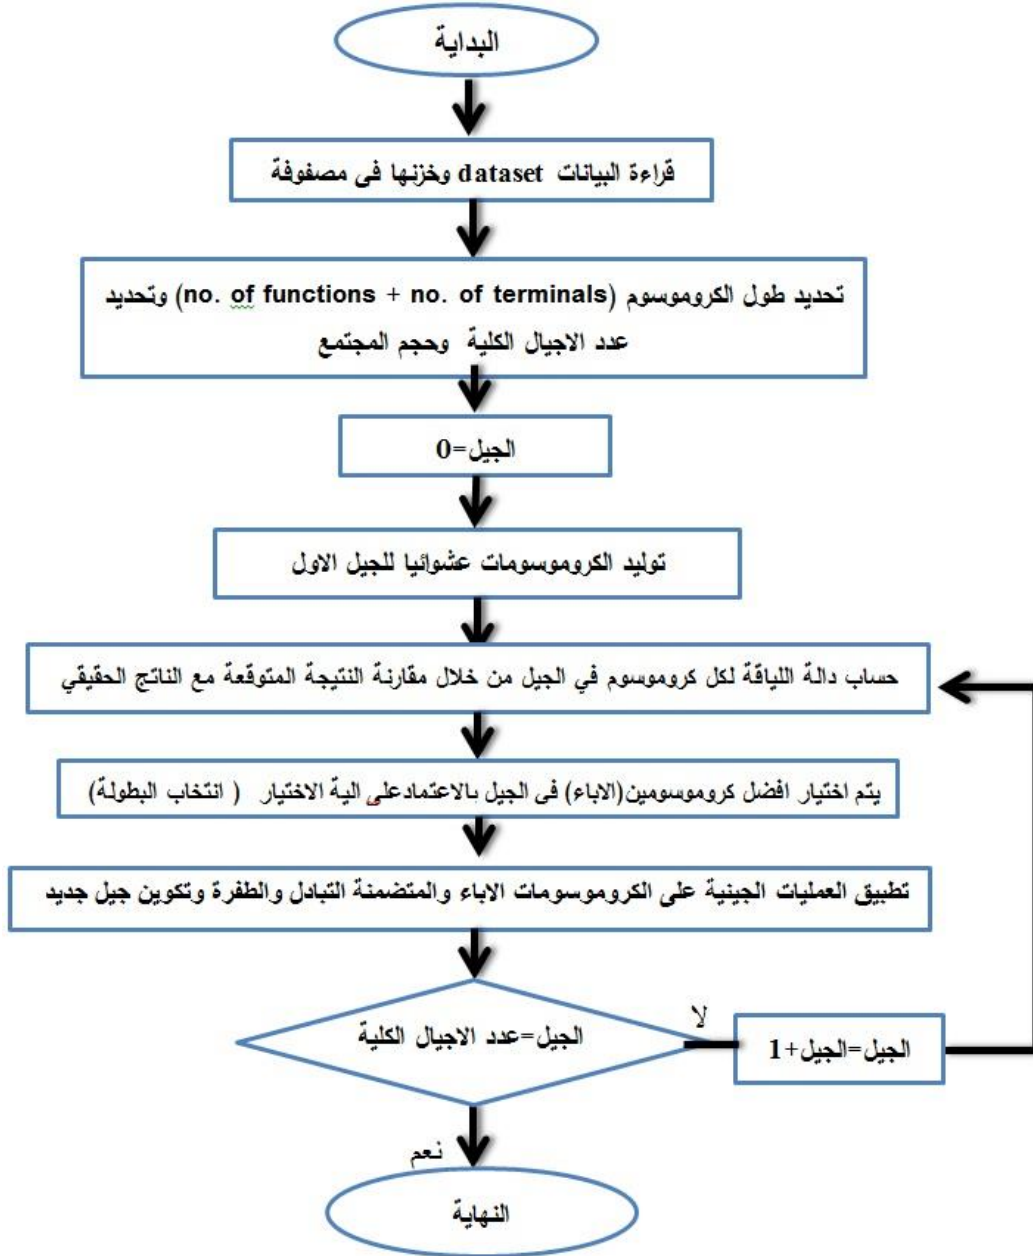 البداية
قراءة البيانات dataset وخزنها فى مصفوفة
تحديد طول الكروموسوم (no. of functions + no. of terminals) وتحديد
عدد الاجيال الكلية وحجم المجتمع
الجيل=0
توليد الكروموسومات عشوائيا للجيل الاول
حساب دالة اللياقة لكل كروموسوم في الجيل من خلال مقارنة النتيجة المتوقعة مع الناتج الحقيقي
يتم اختيار افضل كروموسومين(الاباء) فى الجيل بالاعتمادعلى الية الاختيار ( انتخاب البطولة)
تطبيق العمليات الجينية على الكروموسومات الاباء والمتضمنة التبادل والطفرة وتكوين جيل جديد
الجيل=عدد الاجيال الكلية
لا
الجيل=الجيل+1
نعم
النهاية